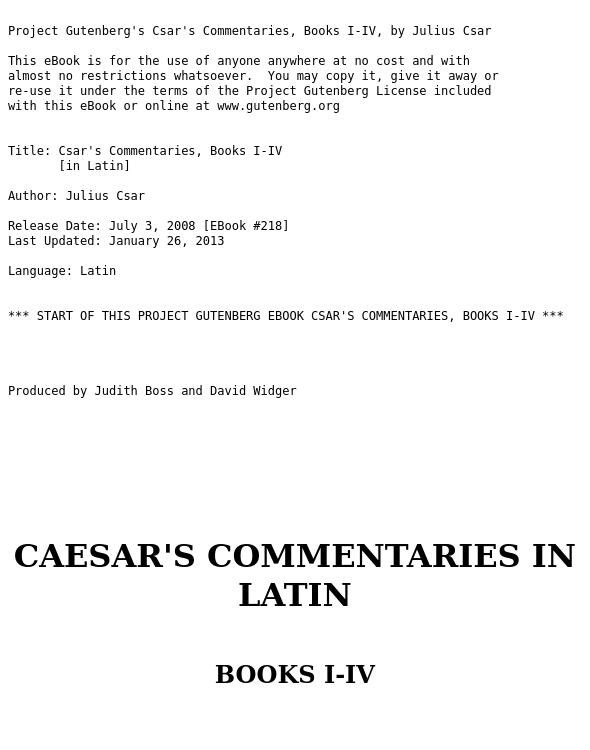 Project Gutenberg's Csar's Commentaries, Books I-IV, by Julius Csar
This eBook is for the use of anyone anywhere at no cost and with
almost no restrictions whatsoever.  You may copy it, give it away or
re-use it under the terms of the Project Gutenberg License included
with this eBook or online at www.gutenberg.org
Title: Csar's Commentaries, Books I-IV
[in Latin]
Author: Julius Csar
Release Date: July 3, 2008 [EBook #218]
Last Updated: January 26, 2013
Language: Latin
*** START OF THIS PROJECT GUTENBERG EBOOK CSAR'S COMMENTARIES, BOOKS I-IV ***
Produced by Judith Boss and David Widger
CAESAR'S COMMENTARIES IN
LATIN
BOOKS I-IV